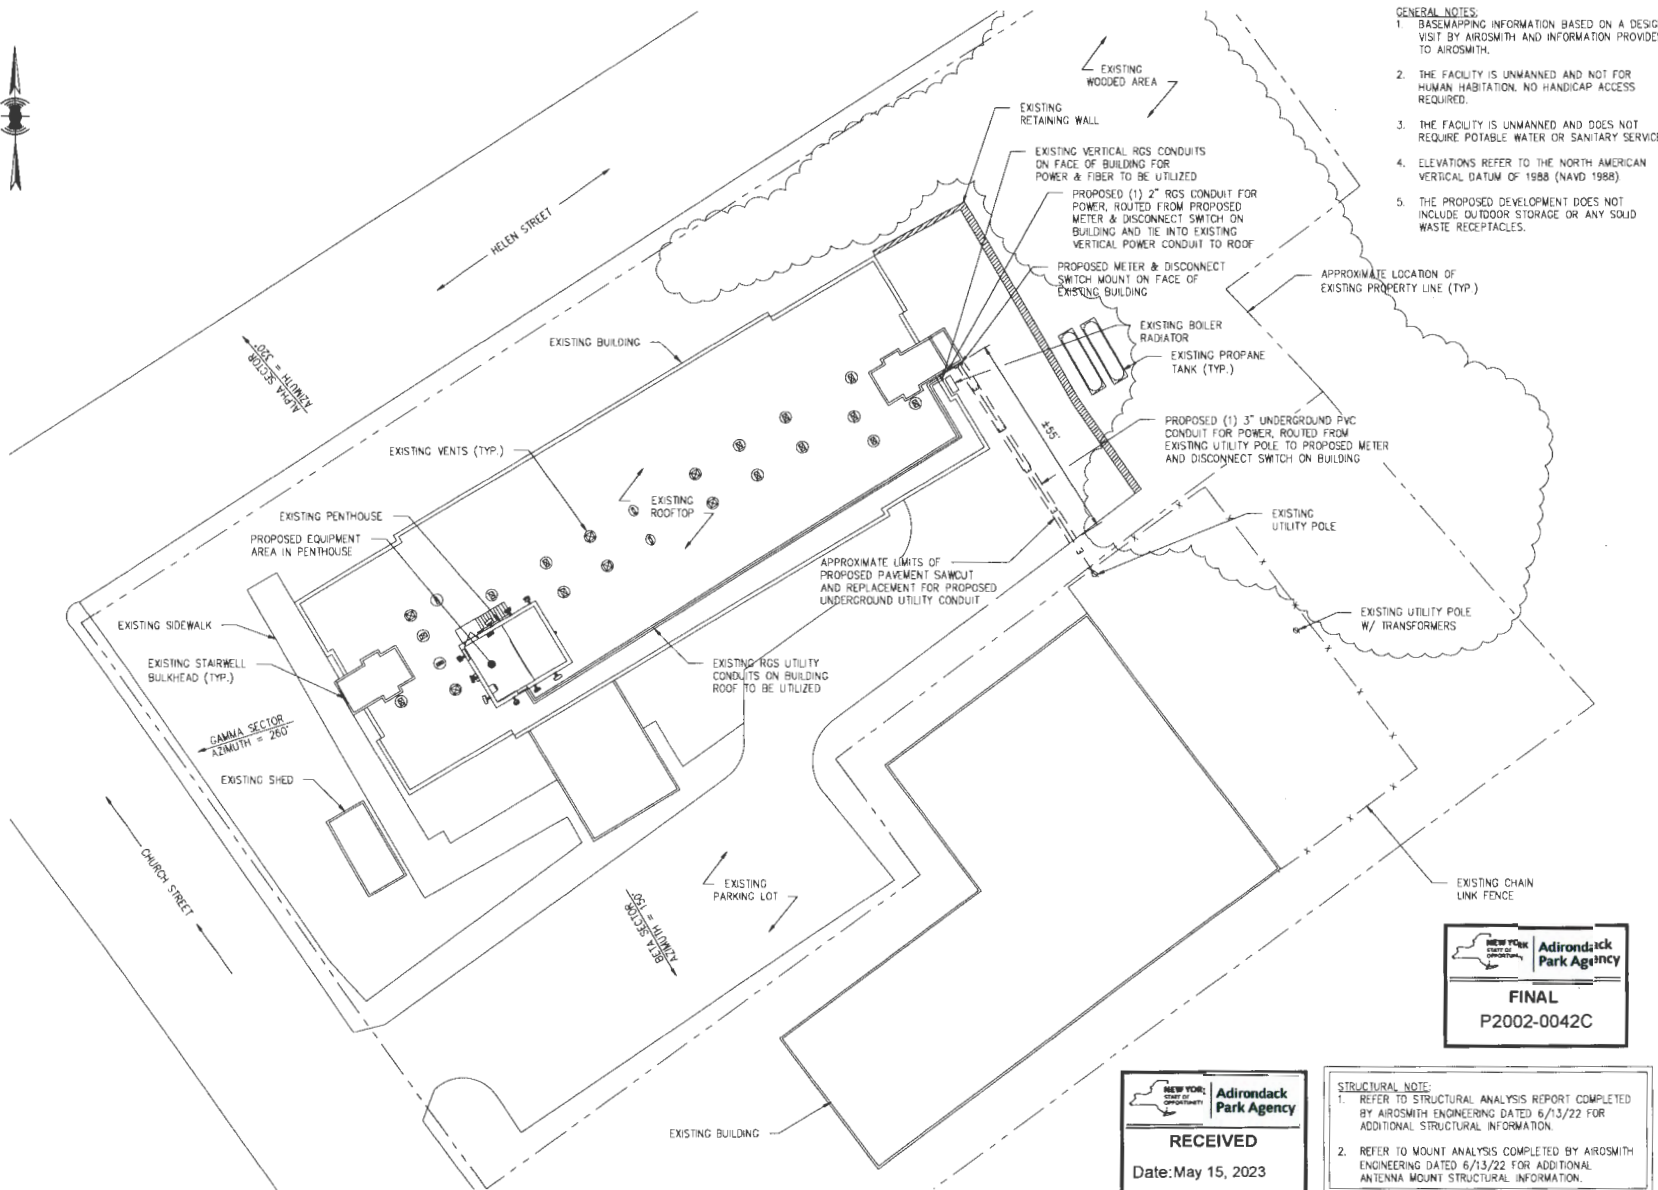 GENERAL NOTES:
1. BASEMAPPING INFORMATION BASED ON A DESIG
VISIT BY AIROSMITH AND INFORMATION PROVIDE
TO AIROSMITH.
2. THE FACILITY IS UNMANNED AND NOT FOR
HUMAN HABITATION. NO HANDICAP ACCESS
REQUIRED.
3. THE FACILITY IS UNMANNED AND DOES NOT
REQUIRE POTABLE WATER OR SANITARY SERVICE
4. ELEVATIONS REFER TO THE NORTH AMERICAN
VERTICAL DATUM OF 1988 (NAVD 1988)
5. THE PROPOSED DEVELOPMENT DOES NOT
INCLUDE OUTDOOR STORAGE OR ANY SOLID
WASTE RECEPTACLES.
EXISTING
WOODED AREA
EXISTING
RETAINING WALL
EXISTING VERTICAL RGS CONDUITS
ON FACE OF BUILDING FOR
POWER & FIBER TO BE UTILIZED
PROPOSED (1) 2" RGS CONDUIT FOR
POWER, ROUTED FROM PROPOSED
METER & DISCONNECT SWITCH ON
BUILDING AND TIE INTO EXISTING
VERTICAL POWER CONDUIT TO ROOF
PROPOSED METER & DISCONNECT
SWITCH MOUNT ON FACE OF
EXISTING BUILDING
APPROXIMATE LOCATION OF
EXISTING PROPERTY LINE (TYP.)
EXISTING BOILER
RADIATOR
EXISTING PROPANE
TANK (TYP.)
HELEN STREET
ALPHA SECTOR
AZIMUTH = 320°
EXISTING BUILDING
±55'
PROPOSED (1) 3" UNDERGROUND PVC
CONDUIT FOR POWER, ROUTED FROM
EXISTING UTILITY POLE TO PROPOSED METER
AND DISCONNECT SWITCH ON BUILDING
EXISTING VENTS (TYP.)
EXISTING
ROOFTOP
EXISTING PENTHOUSE
PROPOSED EQUIPMENT
AREA IN PENTHOUSE
EXISTING
UTILITY POLE
APPROXIMATE LIMITS OF
PROPOSED PAVEMENT SAWCUT
AND REPLACEMENT FOR PROPOSED
UNDERGROUND UTILITY CONDUIT
EXISTING UTILITY POLE
W/ TRANSFORMERS
EXISTING SIDEWALK
EXISTING STAIRWELL
BULKHEAD (TYP.)
EXISTING RGS UTILITY
CONDUITS ON BUILDING
ROOF TO BE UTILIZED
GAMMA SECTOR
AZIMUTH = 260°
EXISTING SHED
CHURCH STREET
EXISTING
PARKING LOT
BETA SECTOR
AZIMUTH = 150°
EXISTING CHAIN
LINK FENCE
EXISTING BUILDING
NEW YORK
STATE OF
OPPORTUNITY
Adirondack
Park Agency
FINAL
P2002-0042C
NEW YORK
STATE OF
OPPORTUNITY
Adirondack
Park Agency
RECEIVED
Date: May 15, 2023
STRUCTURAL NOTE:
1. REFER TO STRUCTURAL ANALYSIS REPORT COMPLETED
BY AIROSMITH ENGINEERING DATED 6/13/22 FOR
ADDITIONAL STRUCTURAL INFORMATION.
2. REFER TO MOUNT ANALYSIS COMPLETED BY AIROSMITH
ENGINEERING DATED 6/13/22 FOR ADDITIONAL
ANTENNA MOUNT STRUCTURAL INFORMATION.